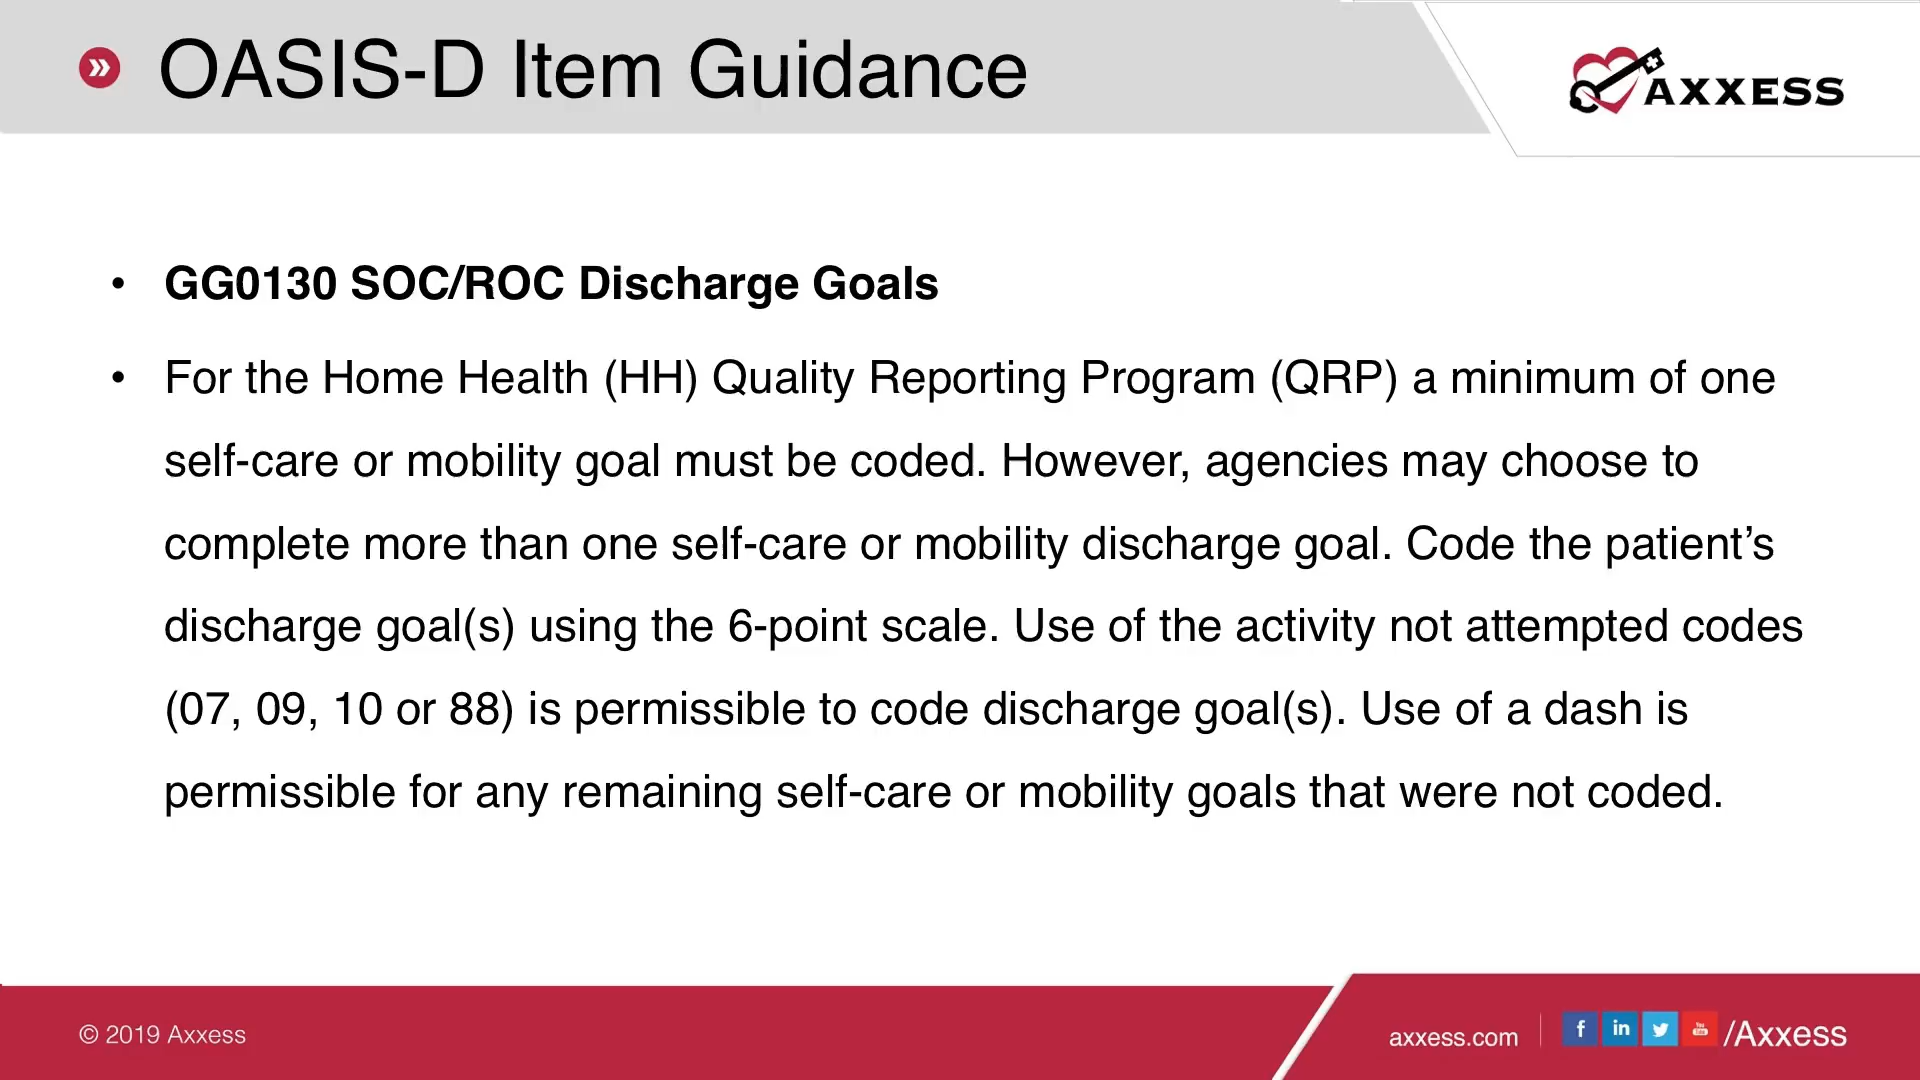 OASIS-D Item Guidance
AXXESS
• GG0130 SOC/ROC Discharge Goals
• For the Home Health (HH) Quality Reporting Program (QRP) a minimum of one
self-care or mobility goal must be coded. However, agencies may choose to
complete more than one self-care or mobility discharge goal. Code the patient’s
discharge goal(s) using the 6-point scale. Use of the activity not attempted codes
(07, 09, 10 or 88) is permissible to code discharge goal(s). Use of a dash is
permissible for any remaining self-care or mobility goals that were not coded.
© 2019 Axxess
axxess.com
f in You Tube /Axxess